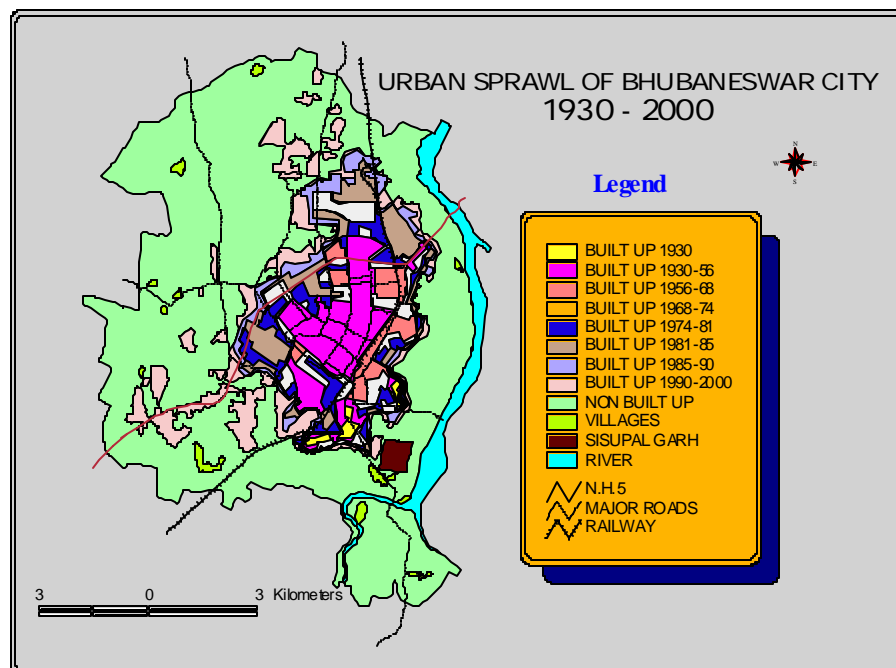 URBAN SPRAWL OF BHUBANESWAR CITY
1930 - 2000
N
W E
S
Legend
BUILT UP 1930
BUILT UP 1930-56
BUILT UP 1956-68
BUILT UP 1968-74
BUILT UP 1974-81
BUILT UP 1981-85
BUILT UP 1985-90
BUILT UP 1990-2000
NON BUILT UP
VILLAGES
SISUPAL GARH
RIVER
N.H.5
MAJOR ROADS
RAILWAY
3 0 3 Kilometers